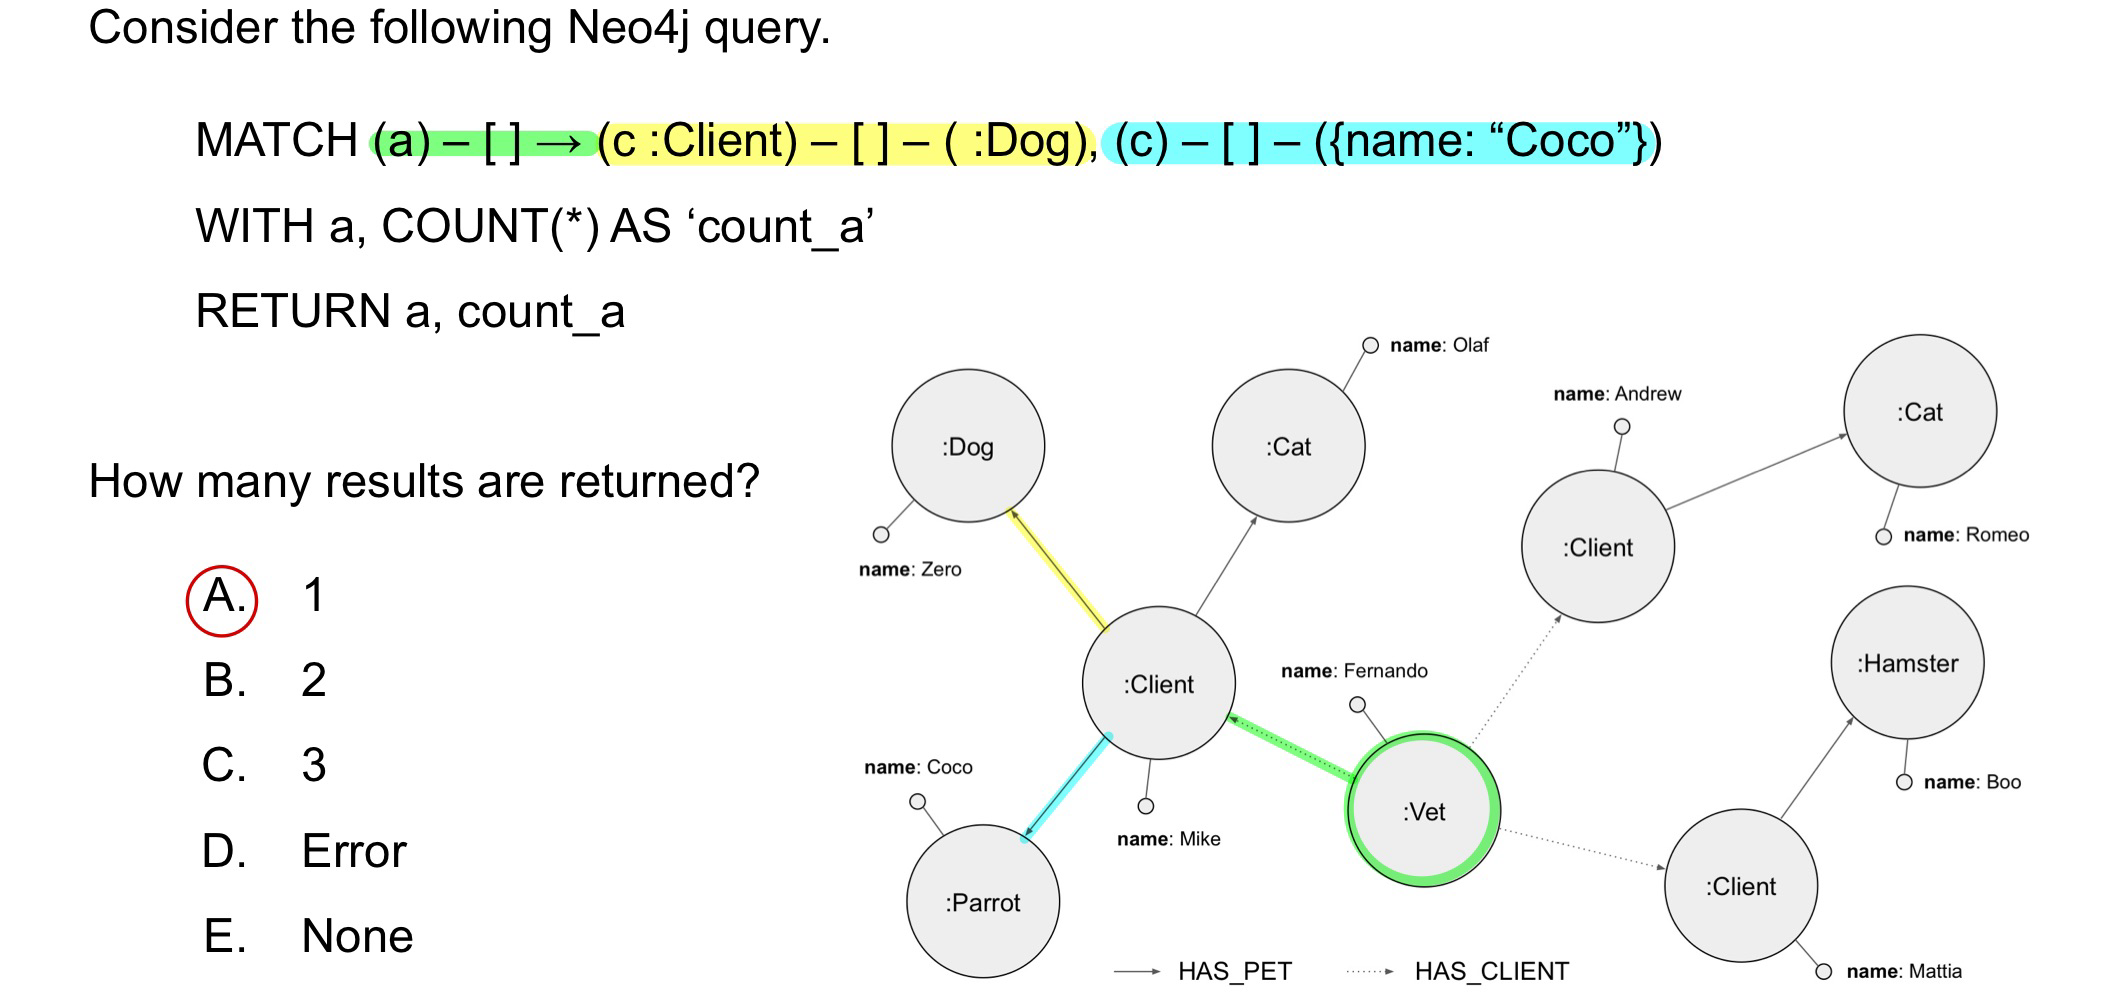 Consider the following Neo4j query.
MATCH (a) – [ ] → (c :Client) – [ ] – ( :Dog), (c) – [ ] – ({name: “Coco”})
WITH a, COUNT(*) AS ‘count_a’
RETURN a, count_a
How many results are returned?
A. 1
B. 2
C. 3
D. Error
E. None
name: Olaf
name: Andrew
:Cat
:Dog
:Cat
name: Romeo
:Client
name: Zero
:Hamster
name: Fernando
:Client
name: Coco
name: Boo
:Vet
name: Mike
:Client
:Parrot
HAS_PET
HAS_CLIENT
name: Mattia